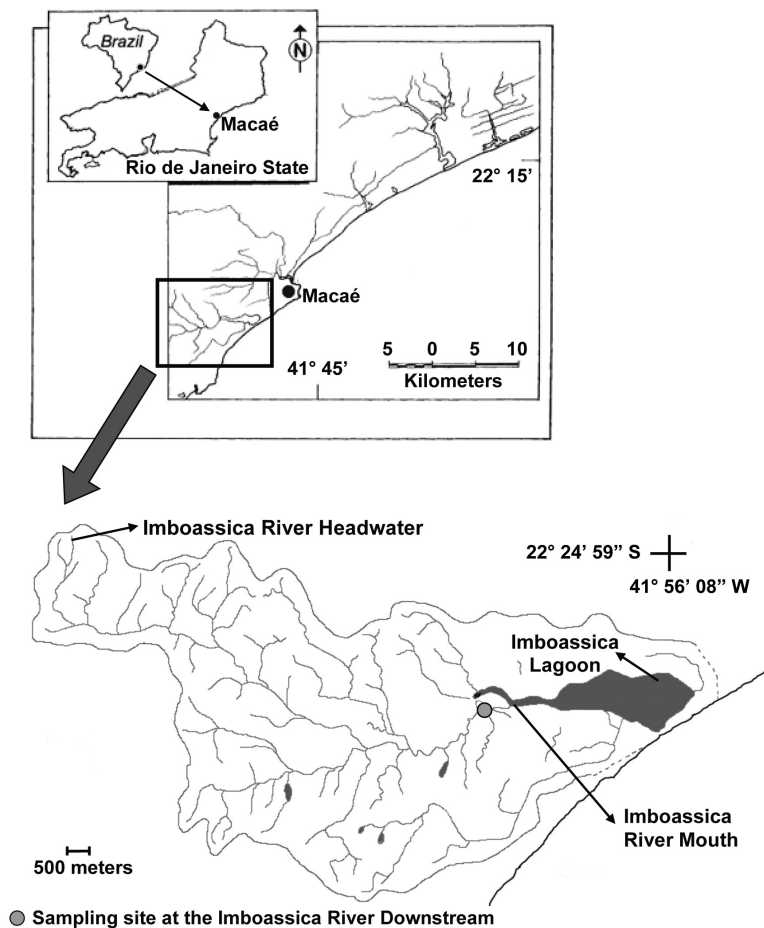 Brazil
N
Macaé
Rio de Janeiro State
22° 15’
Macaé
41° 45’
5 0 5 10
Kilometers
Imboassica River Headwater
22° 24’ 59” S
41° 56’ 08” W
Imboassica
Lagoon
Imboassica
River Mouth
500 meters
Sampling site at the Imboassica River Downstream